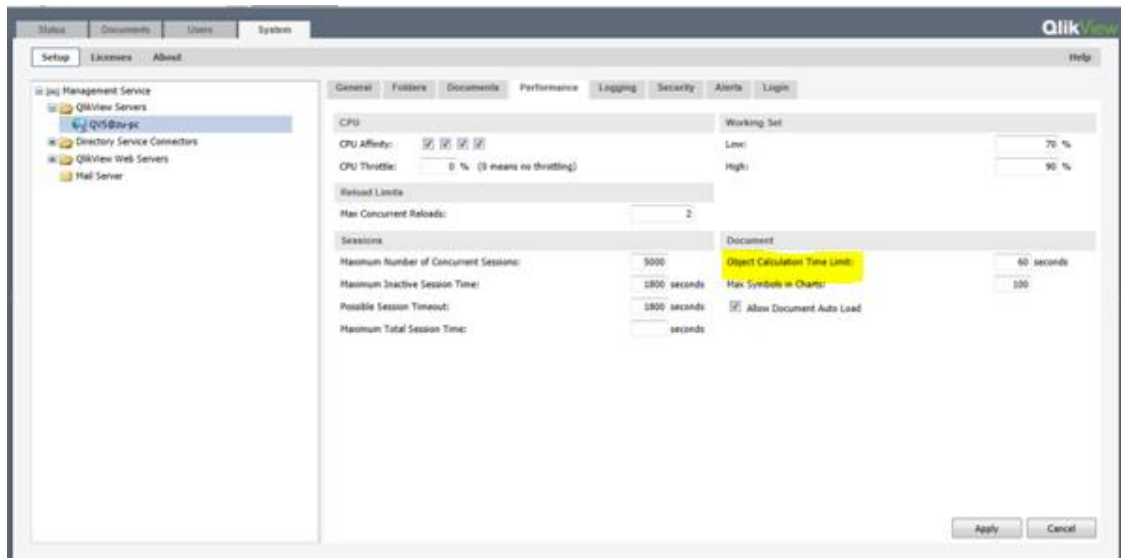 Status Documents Users System
QlikView
Setup Licenses About Help
Management Service
QlikView Servers
QVS@nv-pc
Directory Service Connectors
QlikView Web Servers
Mail Server
General Folders Documents Performance Logging Security Alerts Login
CPU
CPU Affinity:
CPU Throttle: 0 % (0 means no throttling)
Working Set
Low: 70 %
High: 90 %
Reload Limits
Max Concurrent Reloads: 2
Sessions
Maximum Number of Concurrent Sessions: 5000
Maximum Inactive Session Time: 1800 seconds
Possible Session Timeout: 1800 seconds
Maximum Total Session Time: seconds
Document
Object Calculation Time Limit: 60 seconds
Max Symbols in Charts: 100
Allow Document Auto Load
Apply Cancel